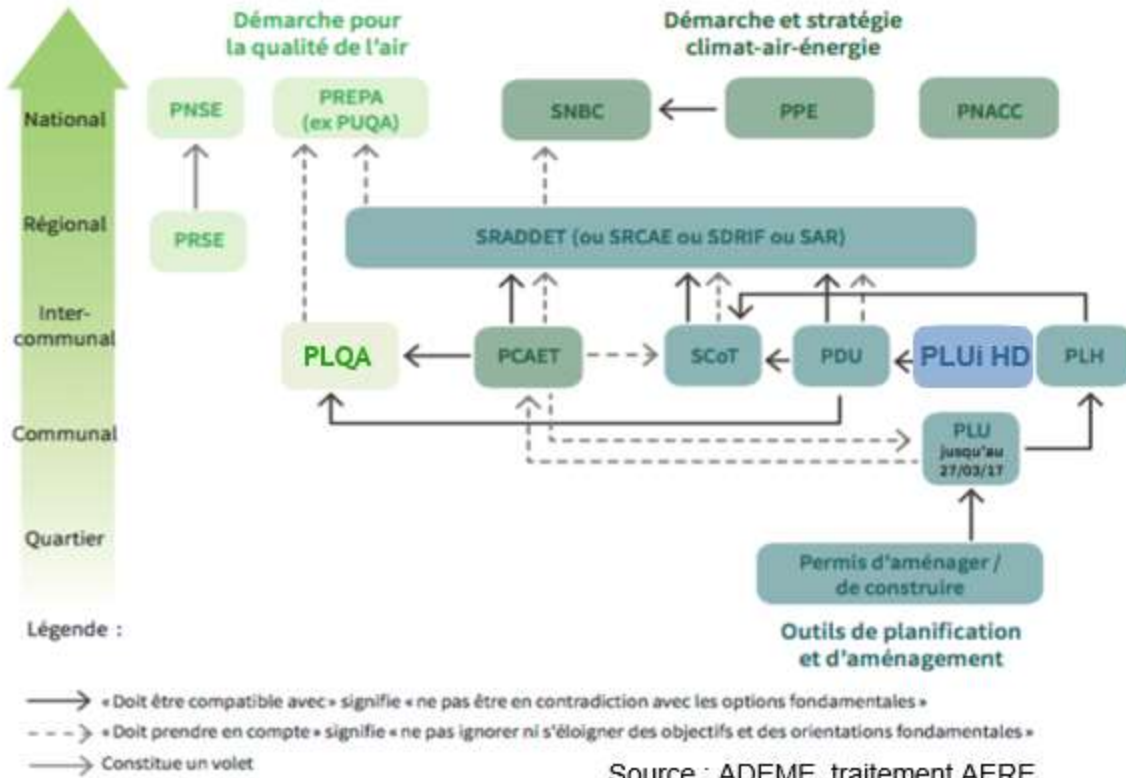 Démarche pour
la qualité de l'air
Démarche et stratégie
climat-air-énergie
National
PNSE
PREPA
(ex PUQA)
SNBC
PPE
PNACC
Régional
PRSE
SRADDET (ou SRCAE ou SDRIF ou SAR)
Inter-
communal
PLQA
PCAET
SCoT
PDU
PLUi HD
PLH
Communal
PLU
jusqu'au
27/03/17
Quartier
Permis d'aménager /
de construire
Légende :
Outils de planification
et d'aménagement
« Doit être compatible avec » signifie « ne pas être en contradiction avec les options fondamentales »
« Doit prendre en compte » signifie « ne pas ignorer ni s'éloigner des objectifs et des orientations fondamentales »
Constitue un volet
Source : ADEME, traitement AERE